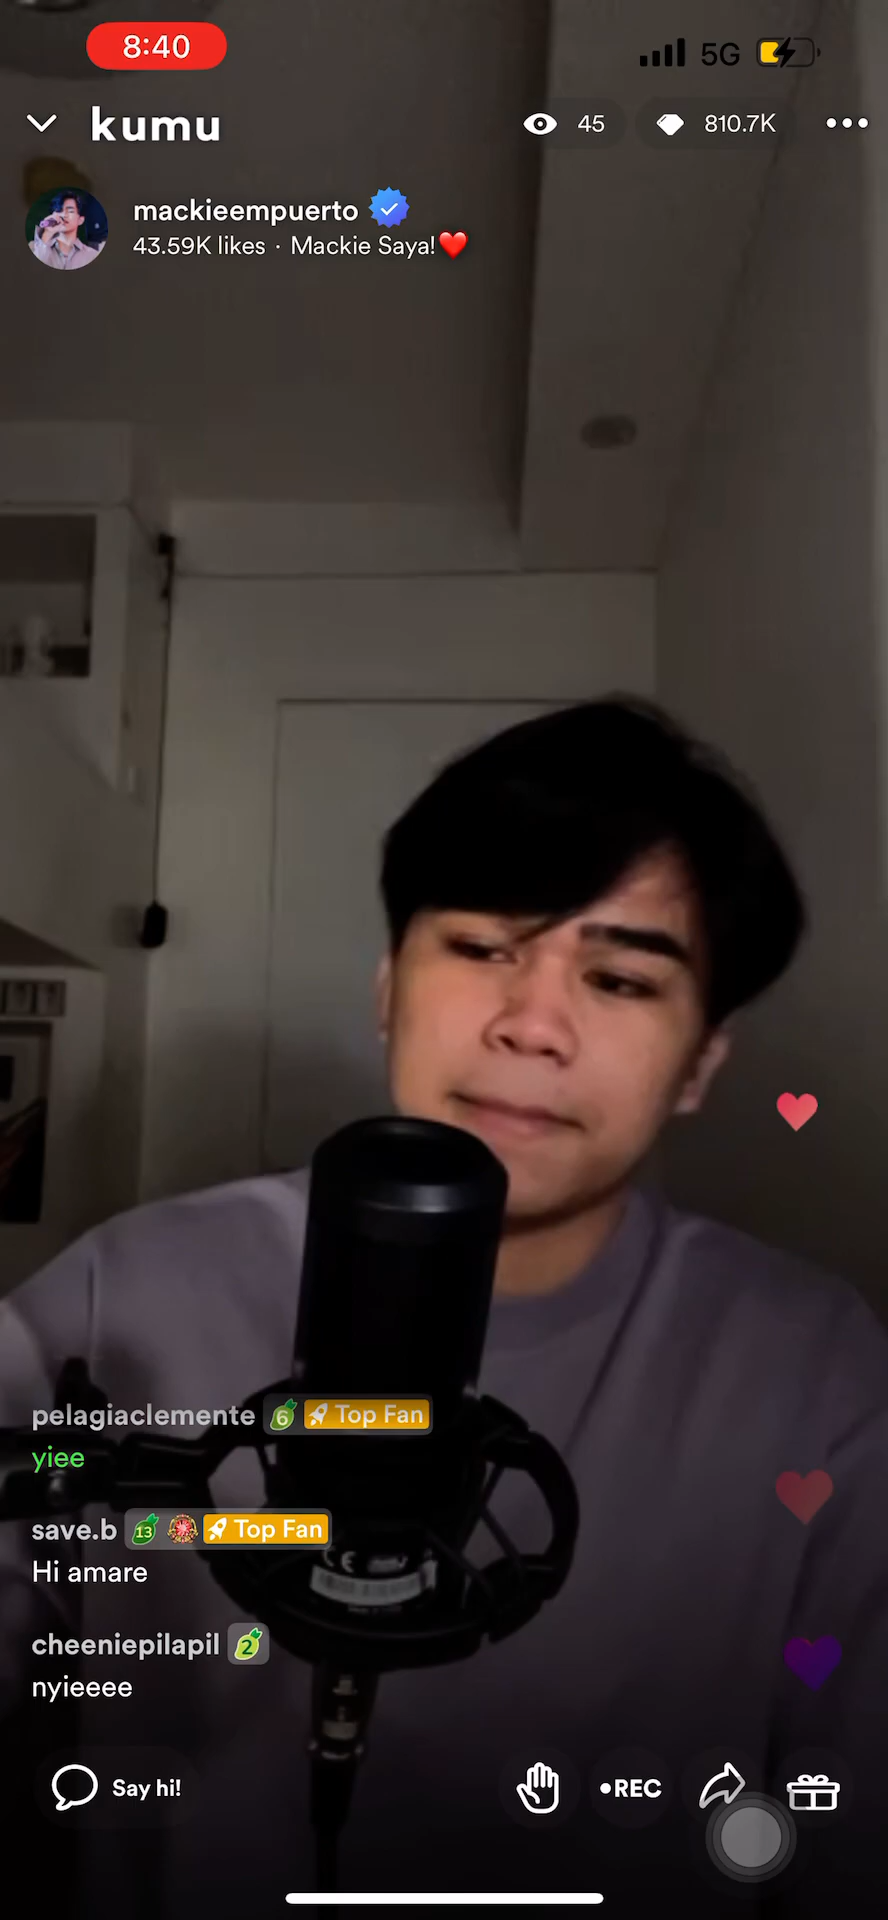 8:40
5G
kumu
45
810.7K
mackieempuerto
43.59K likes · Mackie Saya!❤️
pelagiaclemente 6 Top Fan
yiee
save.b 13 Top Fan
Hi amare
CE
cheeniepilapil 2
nyieeee
Say hi!
•REC